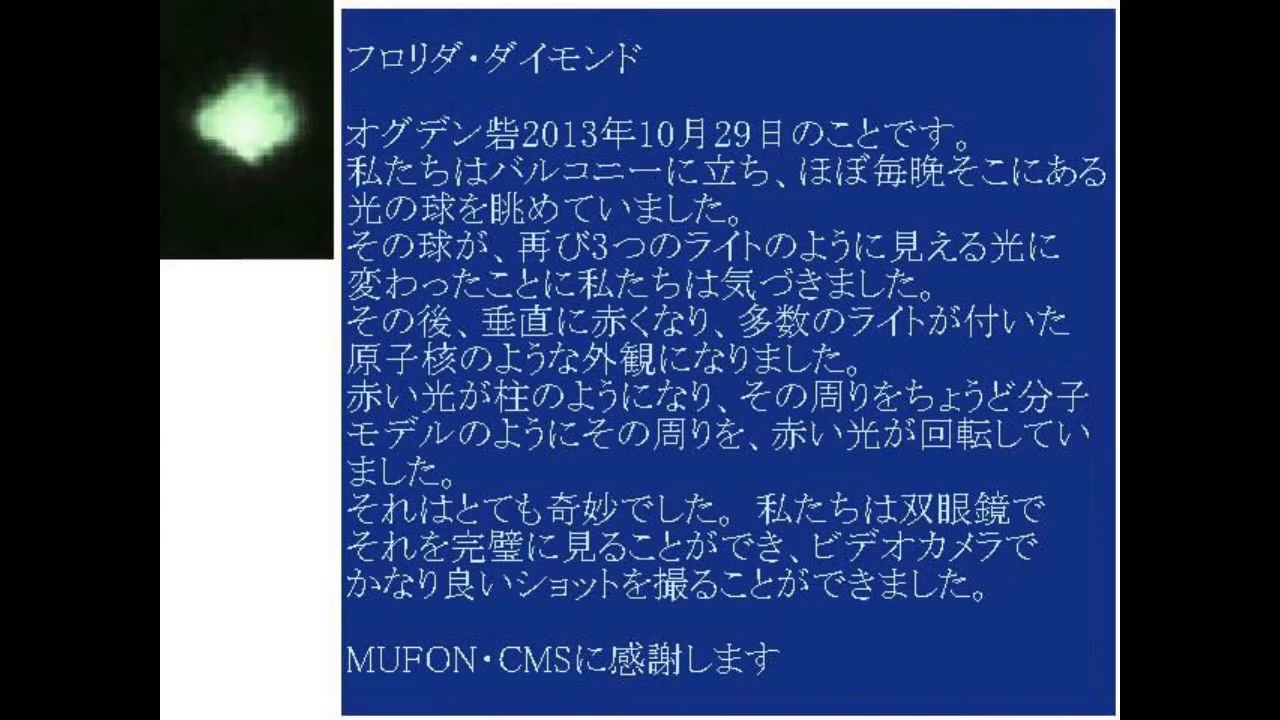 フロリダ・ダイモンド
オグデン砦2013年10月29日のことです。
私たちはバルコニーに立ち、ほぼ毎晩そこにある
光の球を眺めていました。
その球が、再び3つのライトのように見える光に
変わったことに私たちは気づきました。
その後、垂直に赤くなり、多数のライトが付いた
原子核のような外観になりました。
赤い光が柱のようになり、その周りをちょうど分子
モデルのようにその周りを、赤い光が回転してい
ました。
それはとても奇妙でした。 私たちは双眼鏡で
それを完璧に見ることができ、ビデオカメラで
かなり良いショットを撮ることができました。
MUFON・CMSに感謝します